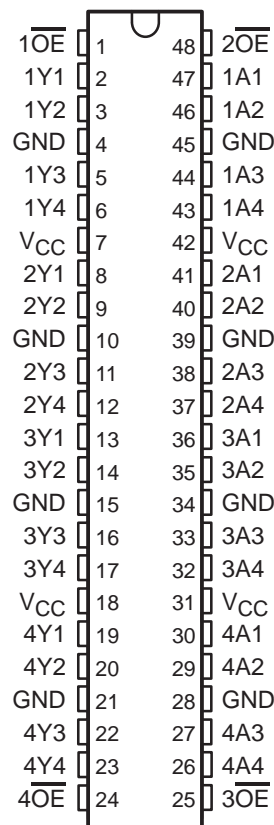 1O̅E̅ 1 48 2O̅E̅
1Y1 2 47 1A1
1Y2 3 46 1A2
GND 4 45 GND
1Y3 5 44 1A3
1Y4 6 43 1A4
VCC 7 42 VCC
2Y1 8 41 2A1
2Y2 9 40 2A2
GND 10 39 GND
2Y3 11 38 2A3
2Y4 12 37 2A4
3Y1 13 36 3A1
3Y2 14 35 3A2
GND 15 34 GND
3Y3 16 33 3A3
3Y4 17 32 3A4
VCC 18 31 VCC
4Y1 19 30 4A1
4Y2 20 29 4A2
GND 21 28 GND
4Y3 22 27 4A3
4Y4 23 26 4A4
4O̅E̅ 24 25 3O̅E̅